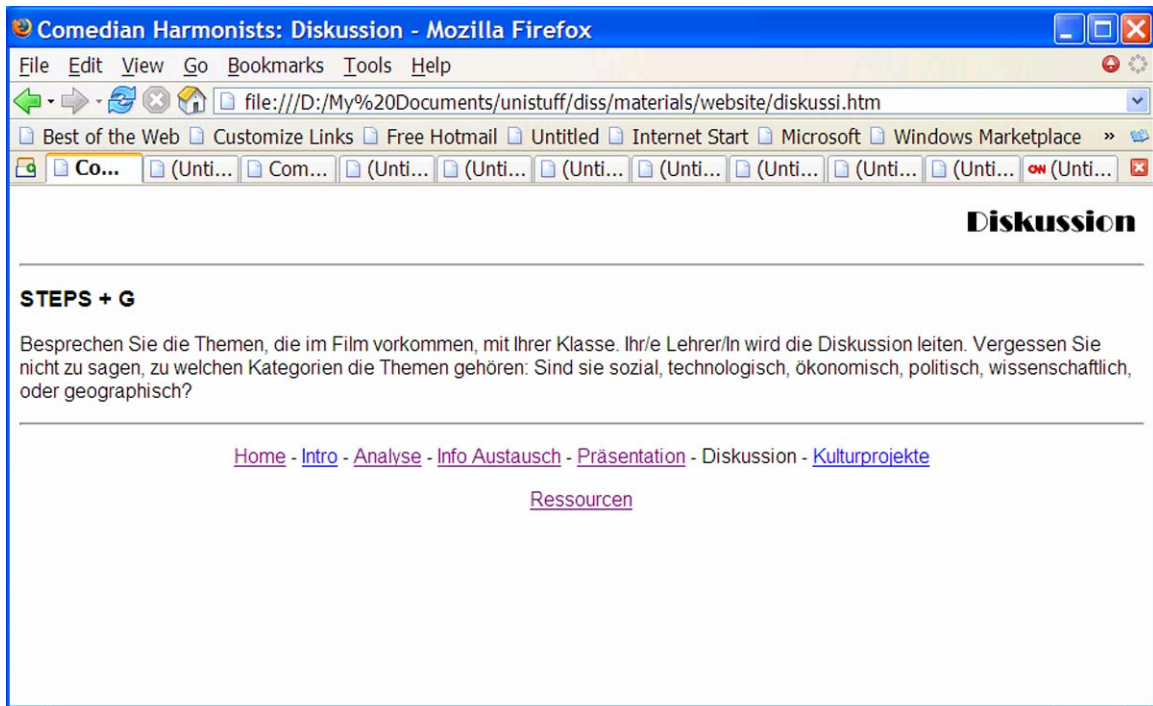 Comedian Harmonists: Diskussion - Mozilla Firefox
File Edit View Go Bookmarks Tools Help
file:///D:/My%20Documents/unistuff/diss/materials/website/diskussi.htm
Best of the Web Customize Links Free Hotmail Untitled Internet Start Microsoft Windows Marketplace »
Co... (Unti... Com... (Unti... (Unti... (Unti... (Unti... (Unti... (Unti... (Unti... CNN (Unti...
Diskussion
STEPS + G
Besprechen Sie die Themen, die im Film vorkommen, mit Ihrer Klasse. Ihr/e Lehrer/In wird die Diskussion leiten. Vergessen Sie
nicht zu sagen, zu welchen Kategorien die Themen gehören: Sind sie sozial, technologisch, ökonomisch, politisch, wissenschaftlich,
oder geographisch?
Home - Intro - Analyse - Info Austausch - Präsentation - Diskussion - Kulturprojekte
Ressourcen